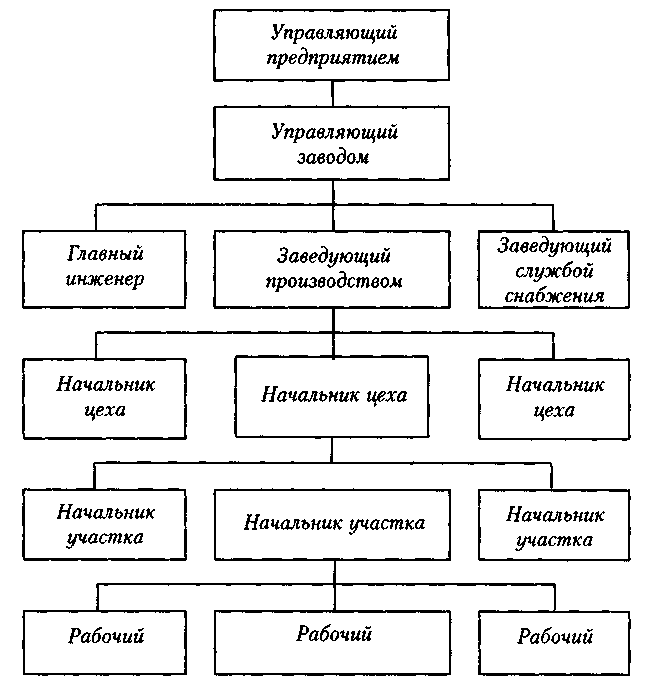 Управляющий
предприятием
Управляющий
заводом
Главный
инженер
Заведующий
производством
Заведующий
службой
снабжения
Начальник
цеха
Начальник цеха
Начальник
цеха
Начальник
участка
Начальник участка
Начальник
участка
Рабочий
Рабочий
Рабочий